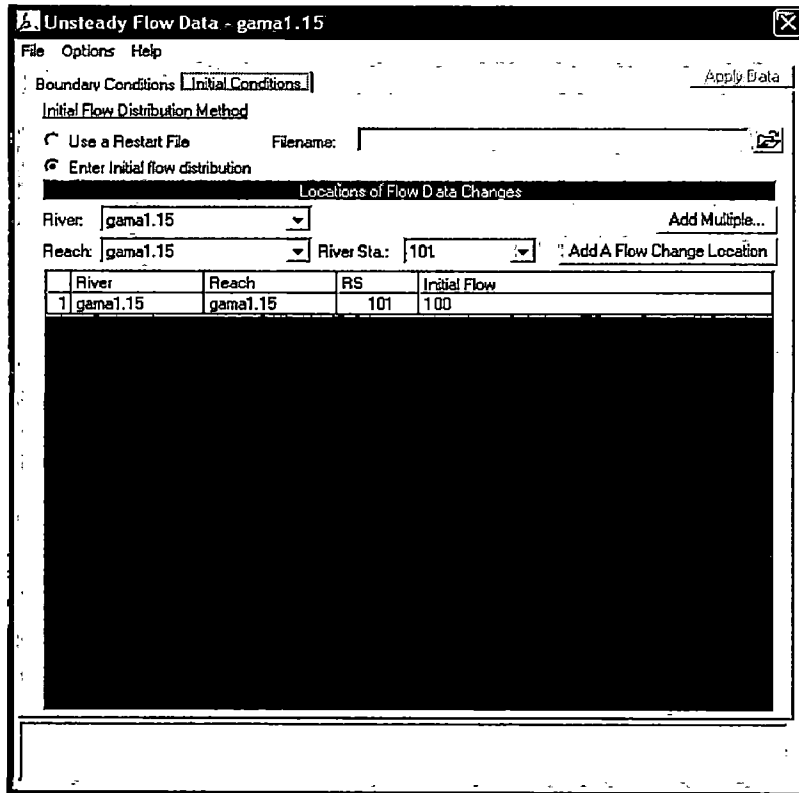 Unsteady Flow Data - gama1.15
File Options Help
Boundary Conditions Initial Conditions Apply Data
Initial Flow Distribution Method
Use a Restart File Filename:
Enter Initial flow distribution
Locations of Flow Data Changes
River: gama1.15 Add Multiple...
Reach: gama1.15 River Sta.: 101 Add A Flow Change Location
River Reach RS Initial Flow
1 gama1.15 gama1.15 101 100